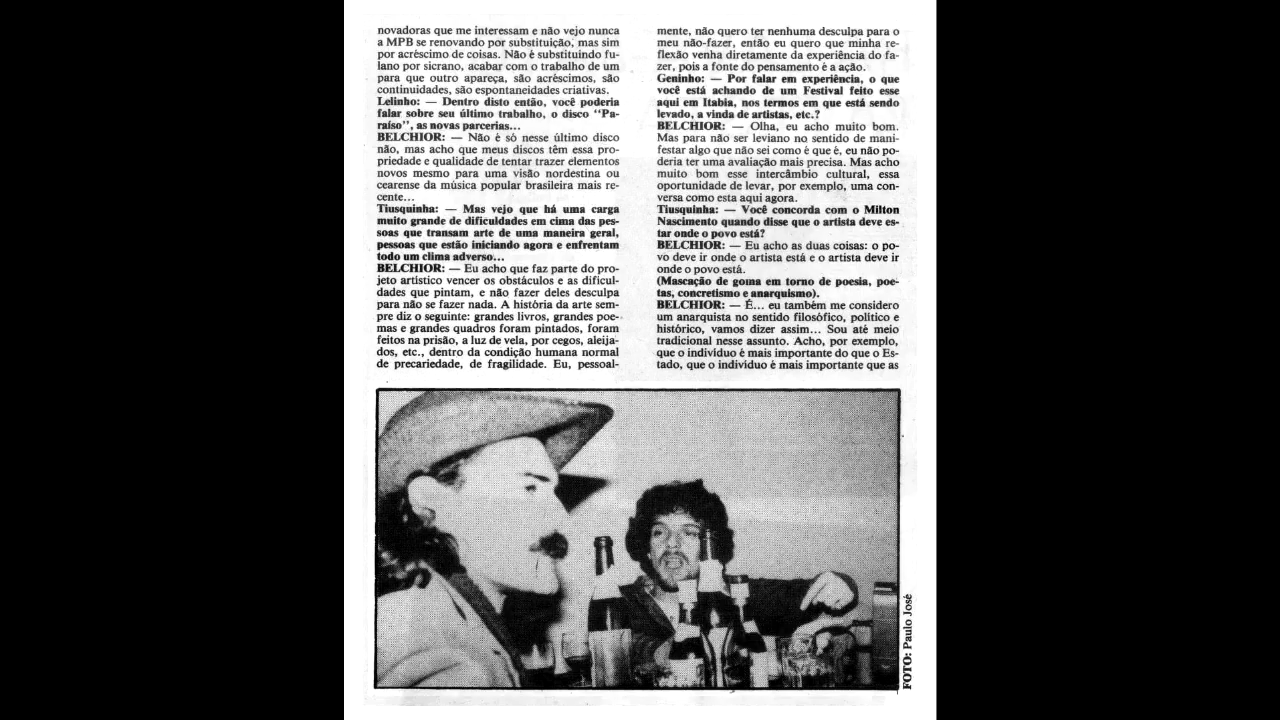 novadoras que me interessam e não vejo nunca
a MPB se renovando por substituição, mas sim
por acréscimo de coisas. Não é substituindo fu-
lano por sicrano, acabar com o trabalho de um
para que outro apareça, são acréscimos, são
continuidades, são espontaneidades criativas.
Lelinho: — Dentro disto então, você poderia
falar sobre seu último trabalho, o disco "Pa-
raíso", as novas parcerias...
BELCHIOR: — Não é só nesse último disco
não, mas acho que meus discos têm essa pro-
priedade e qualidade de tentar trazer elementos
novos mesmo para uma visão nordestina ou
cearense da música popular brasileira mais re-
cente...
Tiusquinha: — Mas vejo que há uma carga
muito grande de dificuldades em cima das pes-
soas que transam arte de uma maneira geral,
pessoas que estão iniciando agora e enfrentam
todo um clima adverso...
BELCHIOR: — Eu acho que faz parte do pro-
jeto artístico vencer os obstáculos e as dificul-
dades que pintam, e não fazer deles desculpa
para não se fazer nada. A história da arte sem-
pre diz o seguinte: grandes livros, grandes poe-
mas e grandes quadros foram pintados, foram
feitos na prisão, a luz de vela, por cegos, aleija-
dos, etc., dentro da condição humana normal
de precariedade, de fragilidade. Eu, pessoal-
mente, não quero ter nenhuma desculpa para o
meu não-fazer, então eu quero que minha re-
flexão venha diretamente da experiência do fa-
zer, pois a fonte do pensamento é a ação.
Geninho: — Por falar em experiência, o que
você está achando de um Festival feito esse
aqui em Itabia, nos termos em que está sendo
levado, a vinda de artistas, etc.?
BELCHIOR: — Olha, eu acho muito bom.
Mas para não ser leviano no sentido de mani-
festar algo que não sei como é que é, eu não po-
deria ter uma avaliação mais precisa. Mas acho
muito bom esse intercâmbio cultural, essa
oportunidade de levar, por exemplo, uma con-
versa como esta aqui agora.
Tiusquinha: — Você concorda com o Milton
Nascimento quando disse que o artista deve es-
tar onde o povo está?
BELCHIOR: — Eu acho as duas coisas: o po-
vo deve ir onde o artista está e o artista deve ir
onde o povo está.
(Mascação de goma em torno de poesia, poe-
tas, concretismo e anarquismo).
BELCHIOR: — É... eu também me considero
um anarquista no sentido filosófico, político e
histórico, vamos dizer assim... Sou até meio
tradicional nesse assunto. Acho, por exemplo,
que o indivíduo é mais importante do que o Es-
tado, que o indivíduo é mais importante que as
FOTO: Paulo José